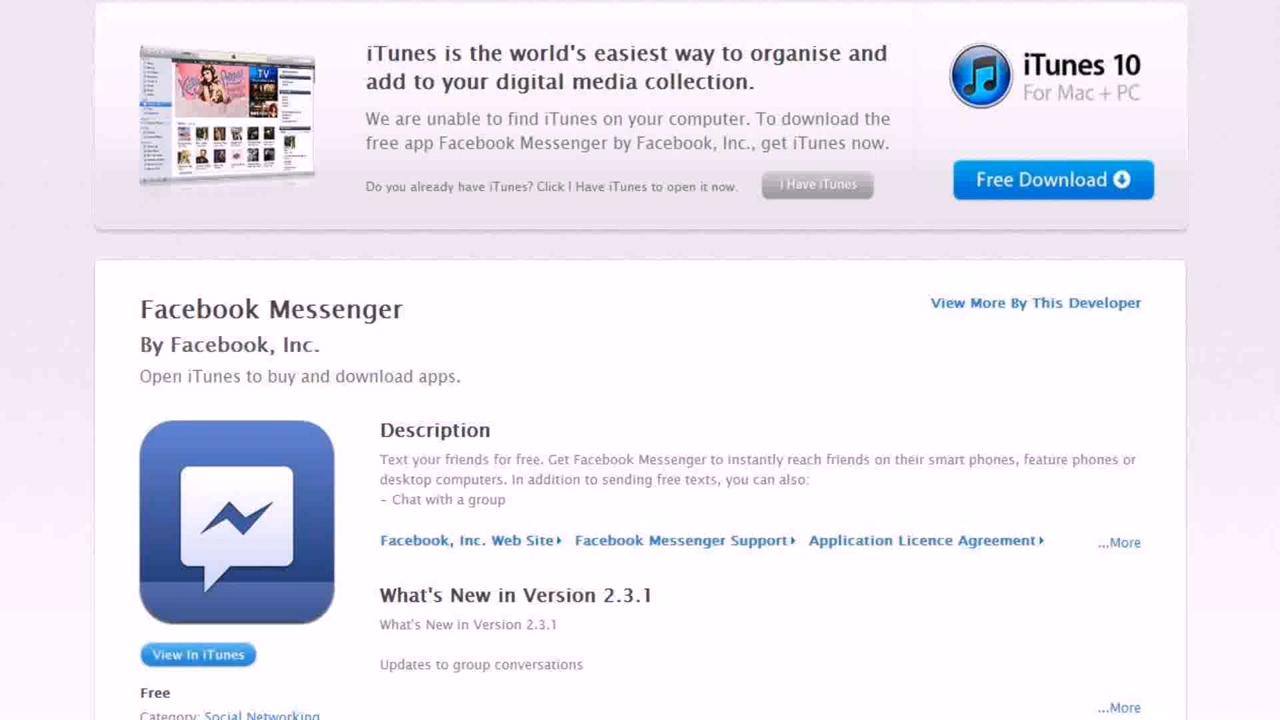 iTunes is the world's easiest way to organise and
add to your digital media collection.
We are unable to find iTunes on your computer. To download the
free app Facebook Messenger by Facebook, Inc., get iTunes now.
Do you already have iTunes? Click I Have iTunes to open it now.
I Have iTunes
iTunes 10
For Mac + PC
Free Download
Facebook Messenger
View More By This Developer
By Facebook, Inc.
Open iTunes to buy and download apps.
Description
Text your friends for free. Get Facebook Messenger to instantly reach friends on their smart phones, feature phones or
desktop computers. In addition to sending free texts, you can also:
- Chat with a group
Facebook, Inc. Web Site Facebook Messenger Support Application Licence Agreement ...More
What's New in Version 2.3.1
What's New in Version 2.3.1
Updates to group conversations
...More
View In iTunes
Free
Category: Social Networking